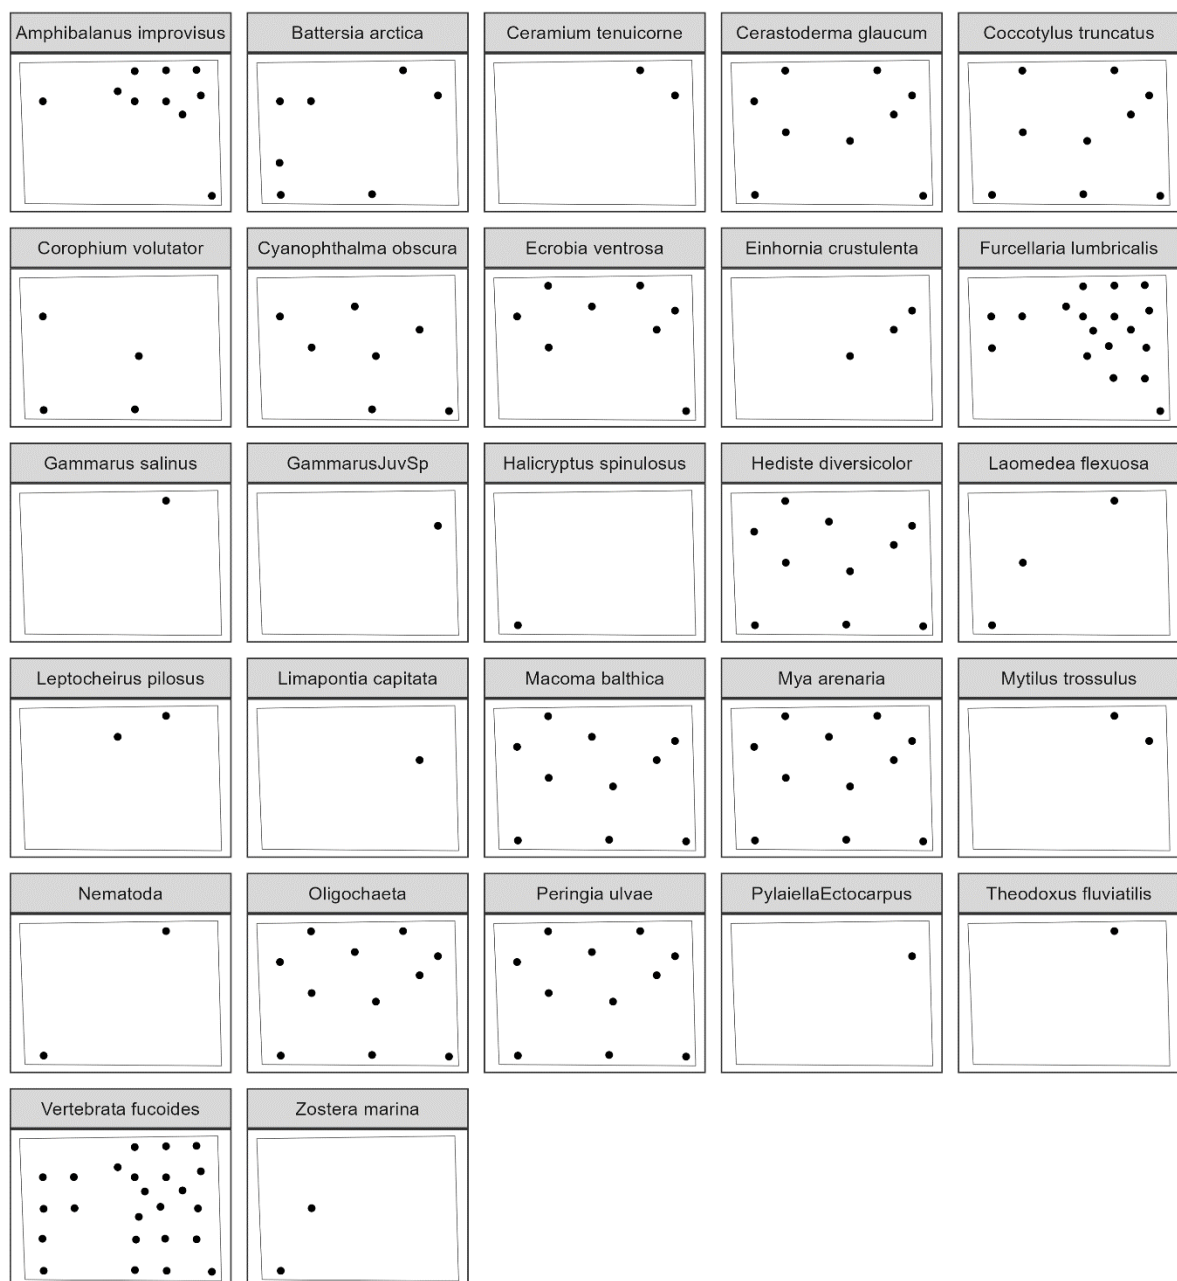 Amphibalanus improvisus
Battersia arctica
Ceramium tenuicorne
Cerastoderma glaucum
Coccotylus truncatus
Corophium volutator
Cyanophthalma obscura
Ecrobia ventrosa
Einhornia crustulenta
Furcellaria lumbricalis
Gammarus salinus
GammarusJuvSp
Halicryptus spinulosus
Hediste diversicolor
Laomedea flexuosa
Leptocheirus pilosus
Limapontia capitata
Macoma balthica
Mya arenaria
Mytilus trossulus
Nematoda
Oligochaeta
Peringia ulvae
PylaiellaEctocarpus
Theodoxus fluviatilis
Vertebrata fucoides
Zostera marina